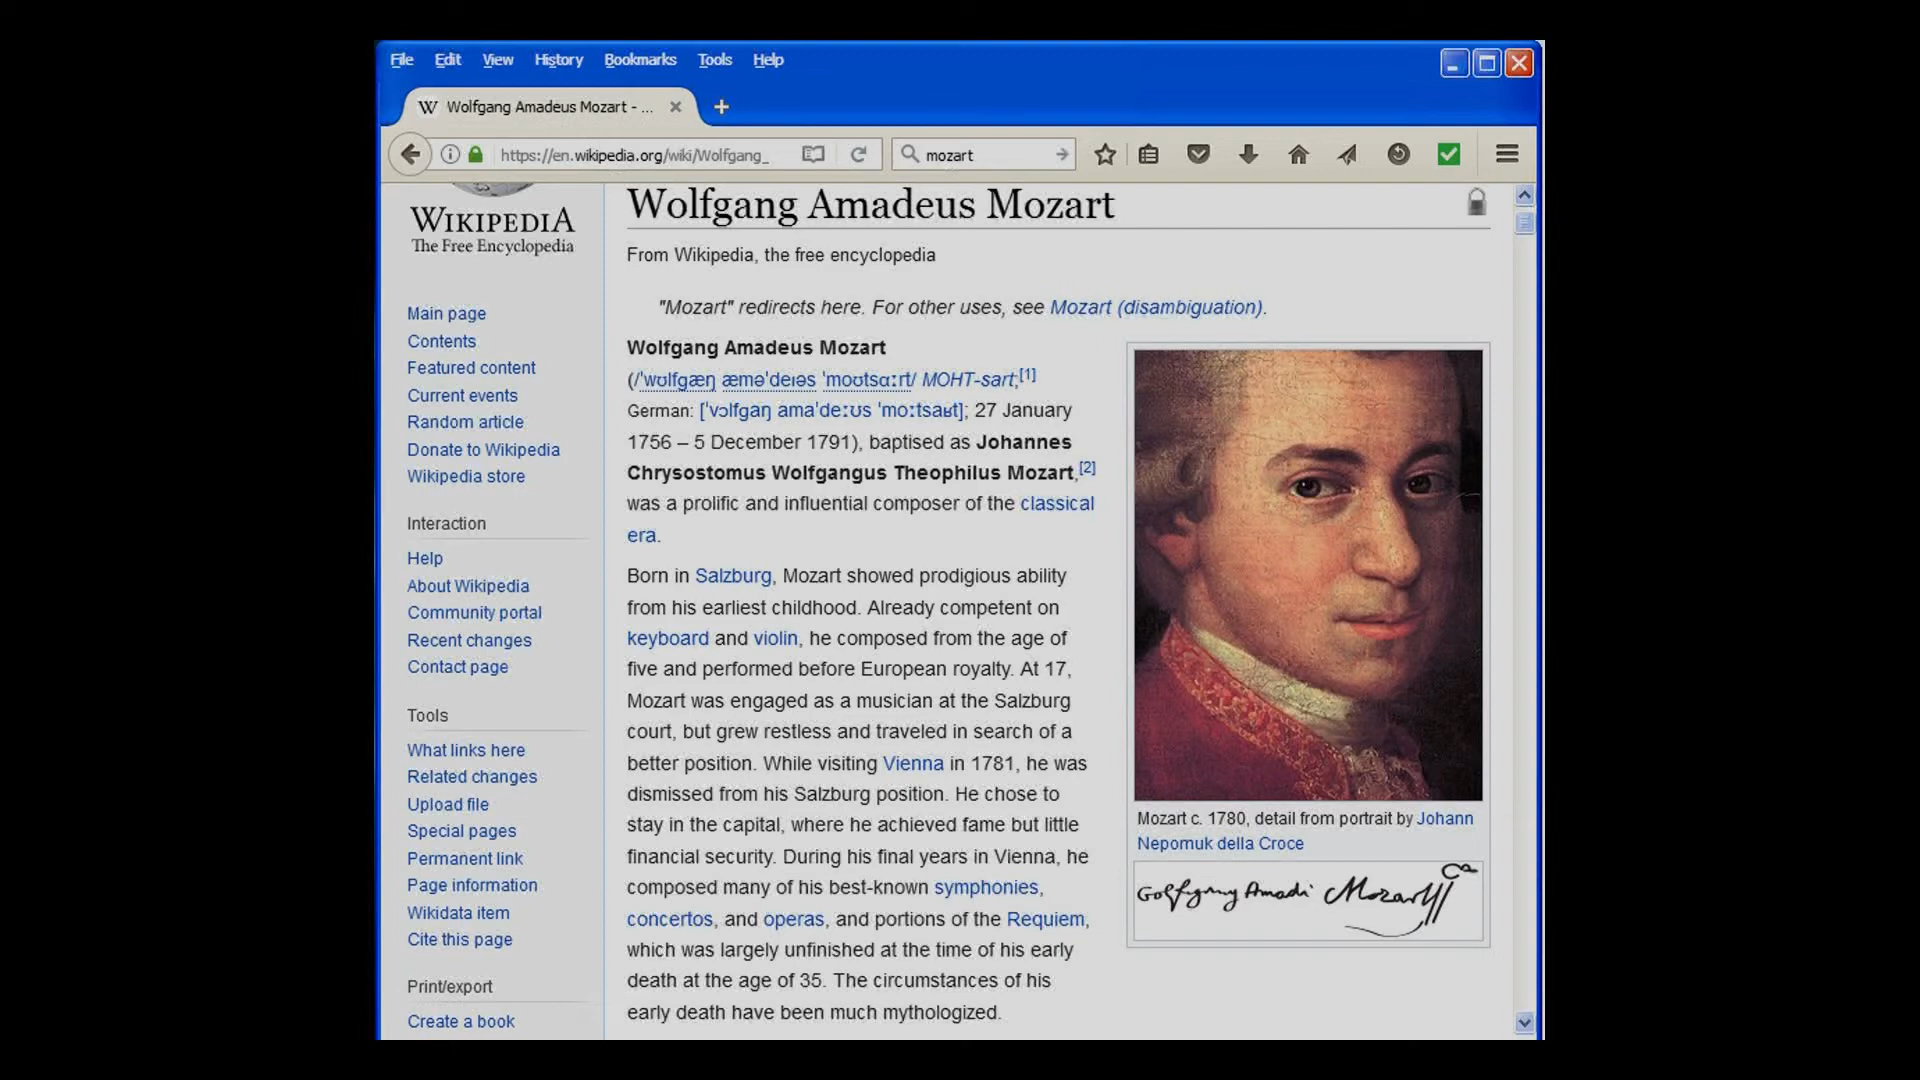 File Edit View History Bookmarks Tools Help
W Wolfgang Amadeus Mozart - ...
https://en.wikipedia.org/wiki/Wolfgang_
mozart
WIKIPEDIA
The Free Encyclopedia
Main page
Contents
Featured content
Current events
Random article
Donate to Wikipedia
Wikipedia store
Interaction
Help
About Wikipedia
Community portal
Recent changes
Contact page
Tools
What links here
Related changes
Upload file
Special pages
Permanent link
Page information
Wikidata item
Cite this page
Print/export
Create a book
Wolfgang Amadeus Mozart
From Wikipedia, the free encyclopedia
"Mozart" redirects here. For other uses, see Mozart (disambiguation).
Wolfgang Amadeus Mozart
(/ˈwʊlfɡæŋ æməˈdeɪəs ˈmoʊtsɑːrt/ MOHT-sart;[1]
German: [ˈvɔlfɡaŋ amaˈdeːʊs ˈmoːtsaʁt]; 27 January
1756 – 5 December 1791), baptised as Johannes
Chrysostomus Wolfgangus Theophilus Mozart,[2]
was a prolific and influential composer of the classical
era.
Born in Salzburg, Mozart showed prodigious ability
from his earliest childhood. Already competent on
keyboard and violin, he composed from the age of
five and performed before European royalty. At 17,
Mozart was engaged as a musician at the Salzburg
court, but grew restless and traveled in search of a
better position. While visiting Vienna in 1781, he was
dismissed from his Salzburg position. He chose to
stay in the capital, where he achieved fame but little
financial security. During his final years in Vienna, he
composed many of his best-known symphonies,
concertos, and operas, and portions of the Requiem,
which was largely unfinished at the time of his early
death at the age of 35. The circumstances of his
early death have been much mythologized.
Mozart c. 1780, detail from portrait by Johann
Nepomuk della Croce
Wolfgang Amadè Mozart